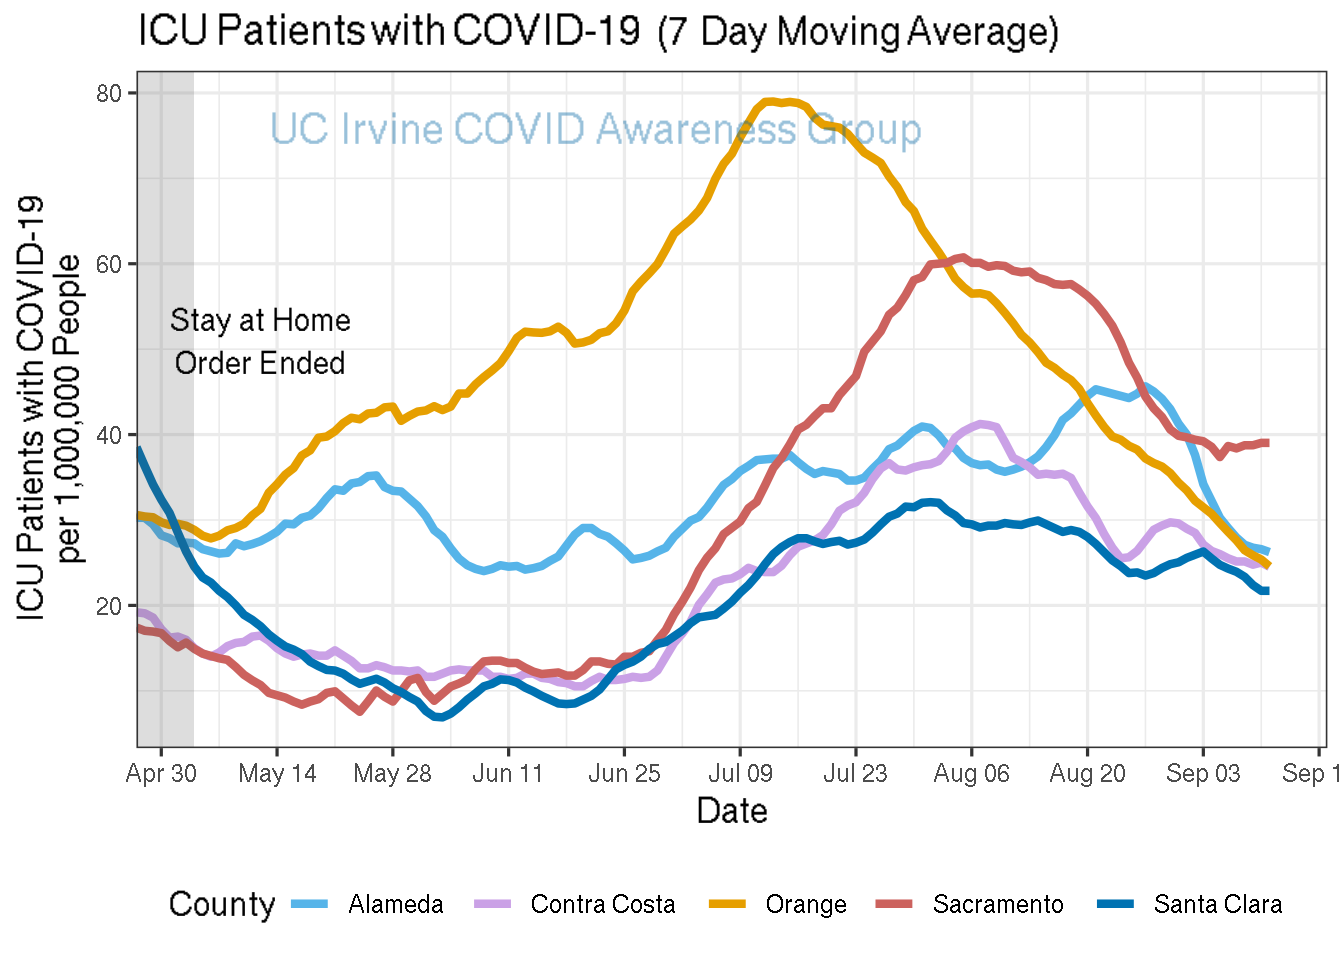 ICU Patients with COVID-19 (7 Day Moving Average)
UC Irvine COVID Awareness Group
ICU Patients with COVID-19
per 1,000,000 People
80
60
40
20
Stay at Home
Order Ended
Apr 30 May 14 May 28 Jun 11 Jun 25 Jul 09 Jul 23 Aug 06 Aug 20 Sep 03 Sep 1
Date
County Alameda Contra Costa Orange Sacramento Santa Clara